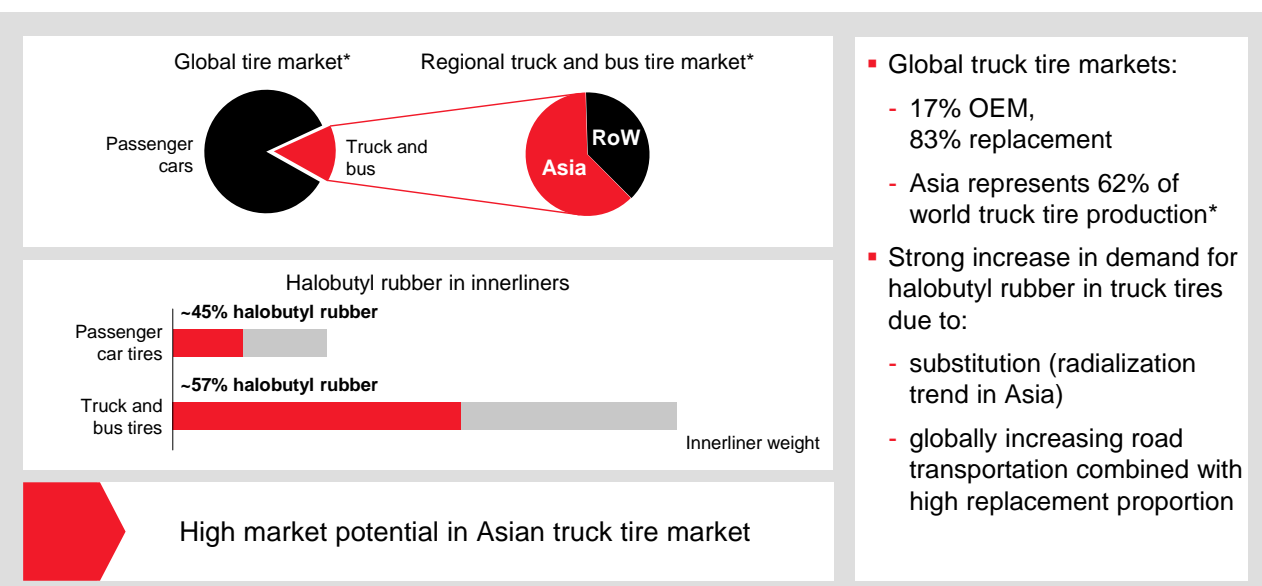 Global tire market*
Regional truck and bus tire market*
Passenger
cars
Truck and
bus
RoW
Asia
Halobutyl rubber in innerliners
~45% halobutyl rubber
Passenger
car tires
~57% halobutyl rubber
Truck and
bus tires
Innerliner weight
High market potential in Asian truck tire market
▪ Global truck tire markets:
- 17% OEM,
83% replacement
- Asia represents 62% of
world truck tire production*
▪ Strong increase in demand for
halobutyl rubber in truck tires
due to:
- substitution (radialization
trend in Asia)
- globally increasing road
transportation combined with
high replacement proportion